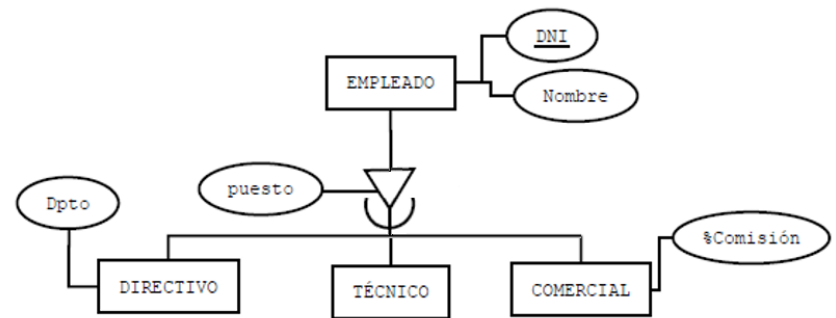 DNI
EMPLEADO
Nombre
puesto
Dpto
%Comisión
DIRECTIVO
TÉCNICO
COMERCIAL